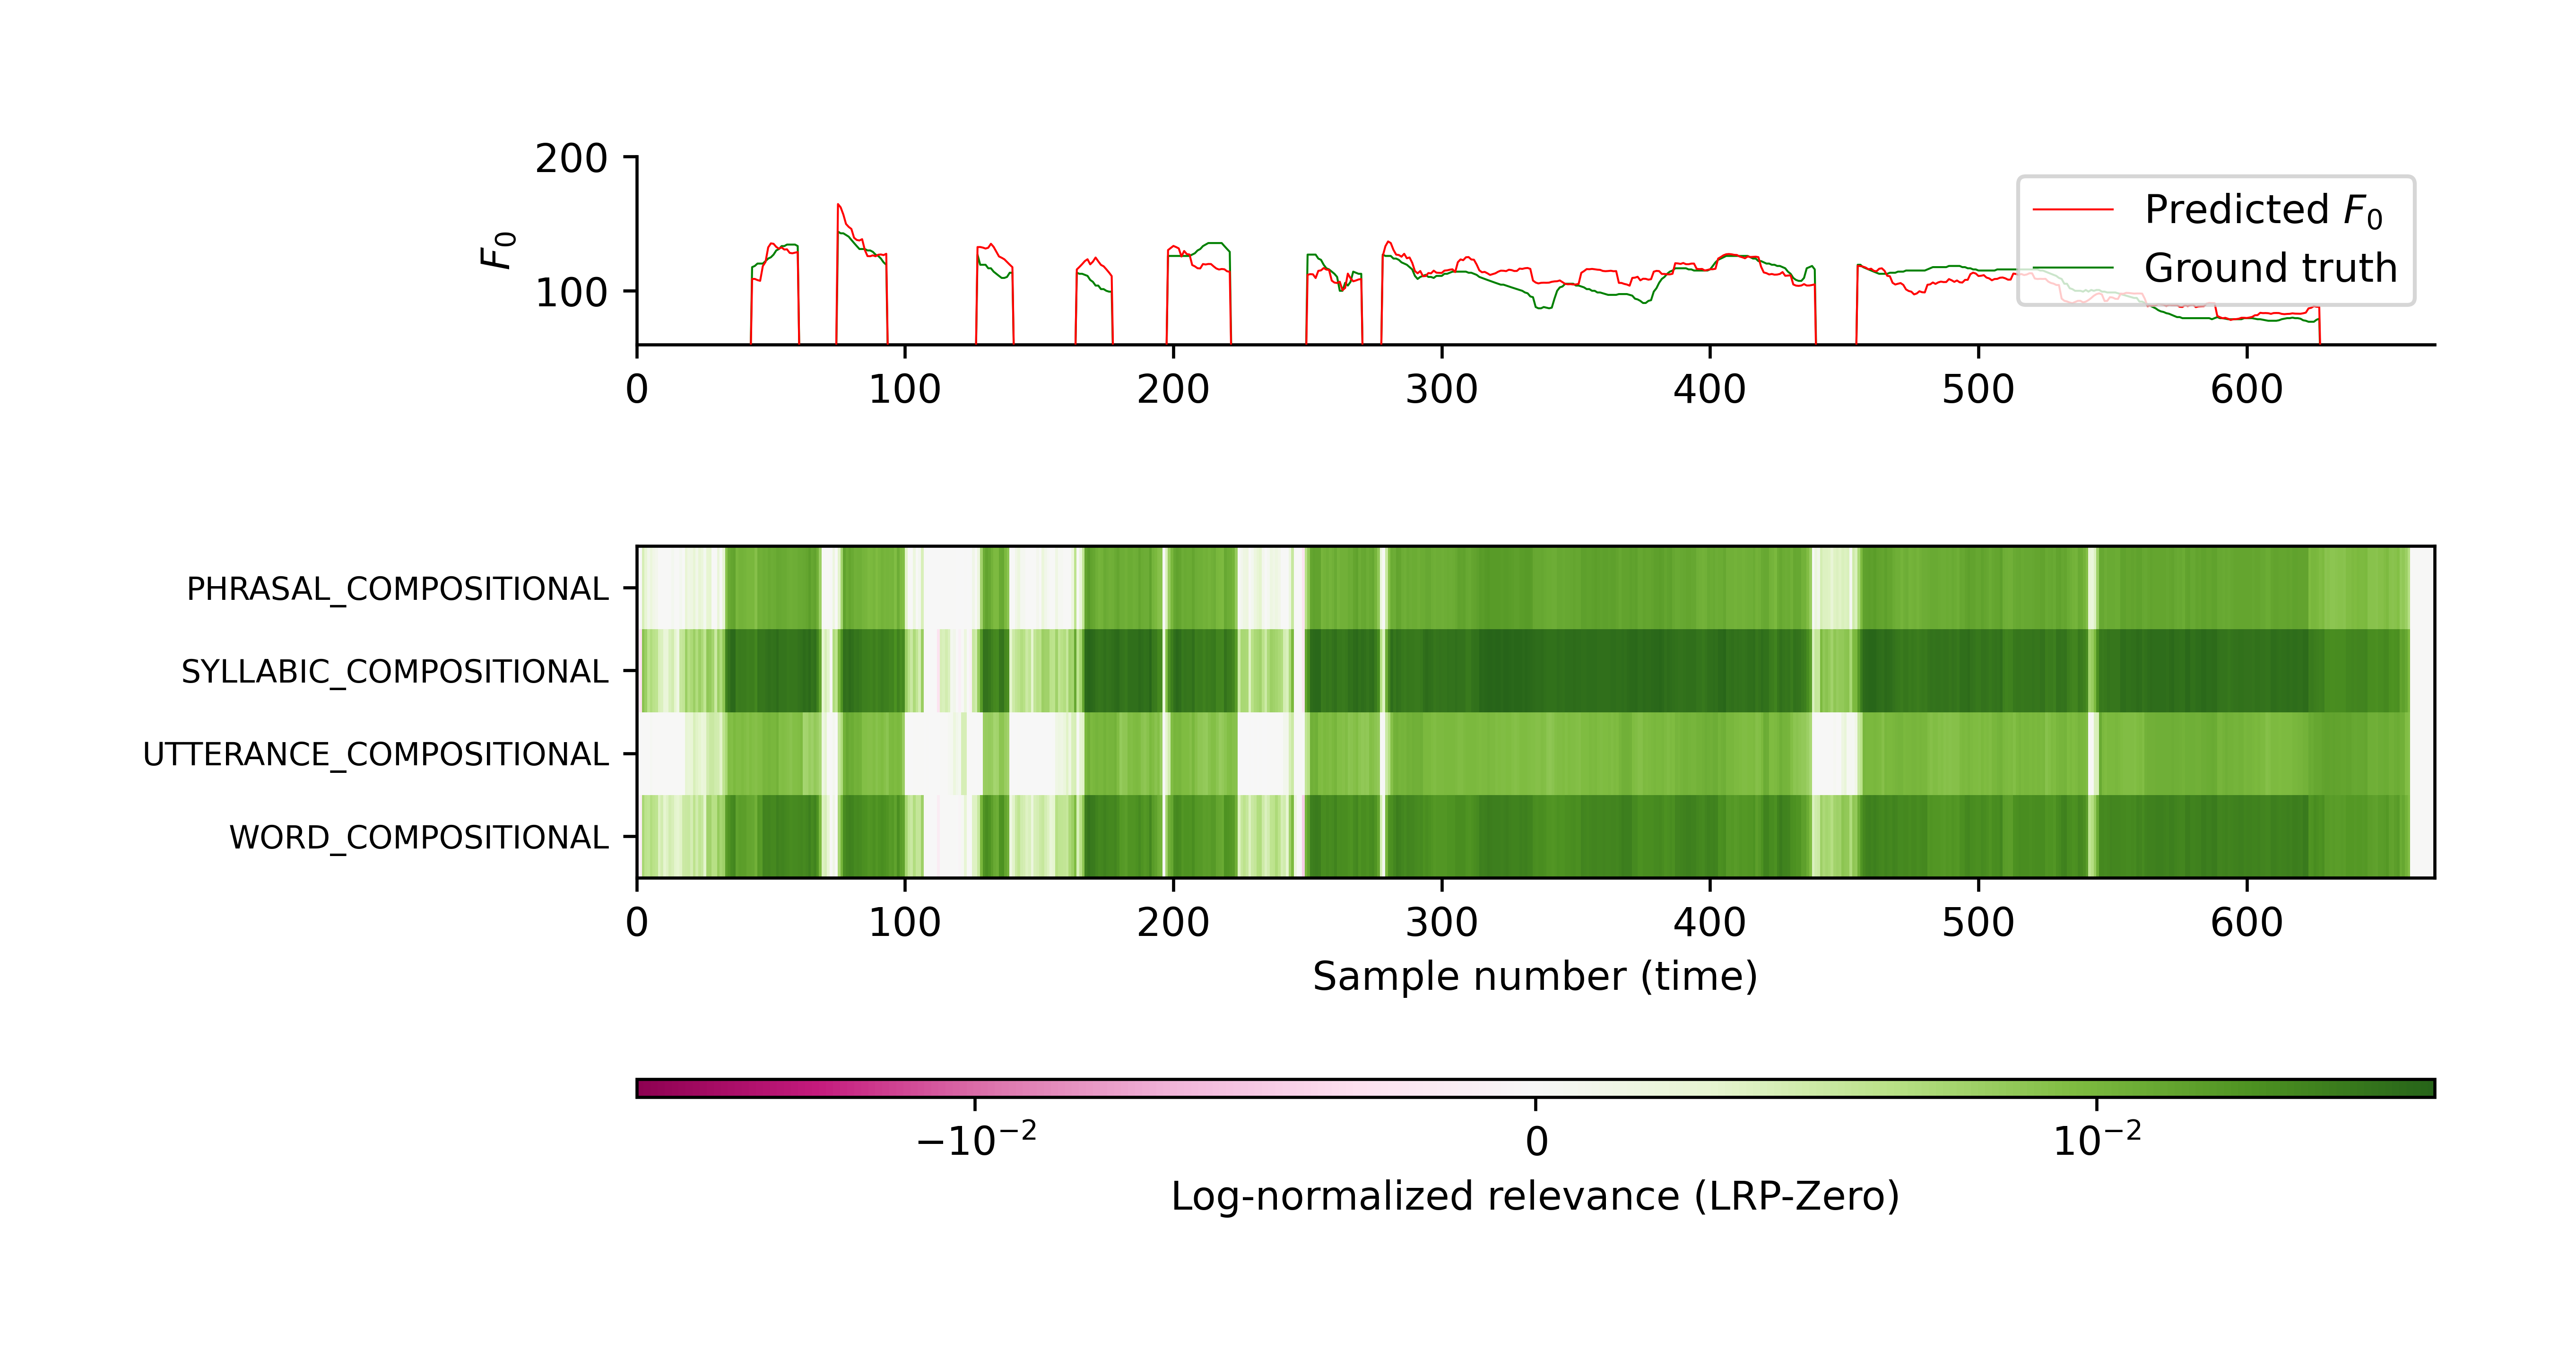 200
100
F₀
Predicted F₀
Ground truth
0 100 200 300 400 500 600
PHRASAL_COMPOSITIONAL
SYLLABIC_COMPOSITIONAL
UTTERANCE_COMPOSITIONAL
WORD_COMPOSITIONAL
0 100 200 300 400 500 600
Sample number (time)
−10⁻² 0 10⁻²
Log-normalized relevance (LRP-Zero)